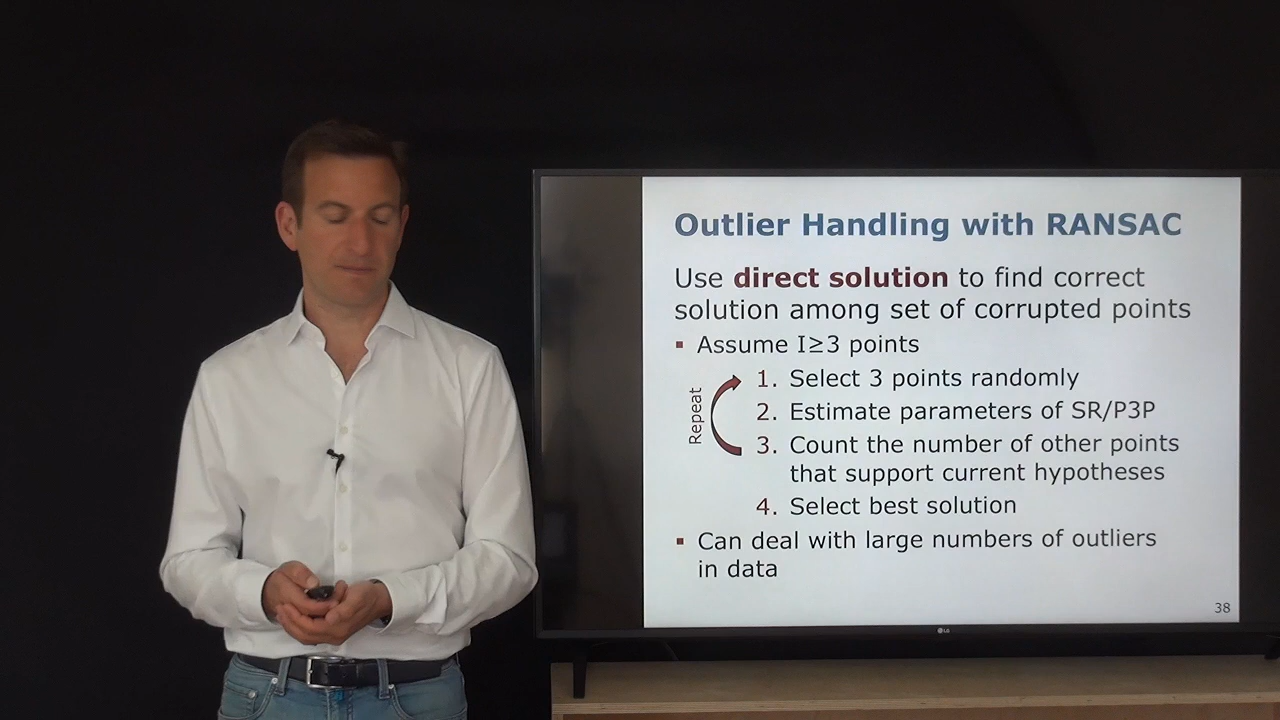 Outlier Handling with RANSAC
Use direct solution to find correct
solution among set of corrupted points
▪ Assume I≥3 points
Repeat
1. Select 3 points randomly
2. Estimate parameters of SR/P3P
3. Count the number of other points
that support current hypotheses
4. Select best solution
▪ Can deal with large numbers of outliers
in data
38
LG